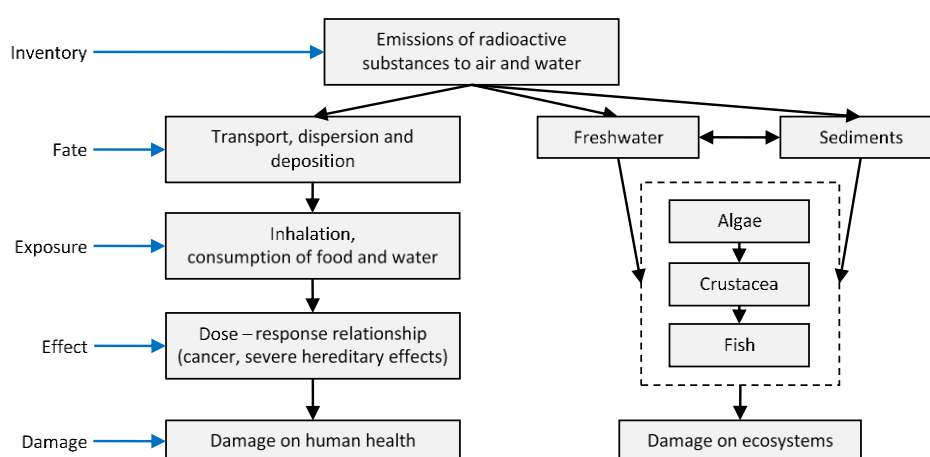 Inventory
Emissions of radioactive
substances to air and water
Fate
Transport, dispersion and
deposition
Freshwater
Sediments
Exposure
Inhalation,
consumption of food and water
Algae
Crustacea
Fish
Effect
Dose – response relationship
(cancer, severe hereditary effects)
Damage
Damage on human health
Damage on ecosystems